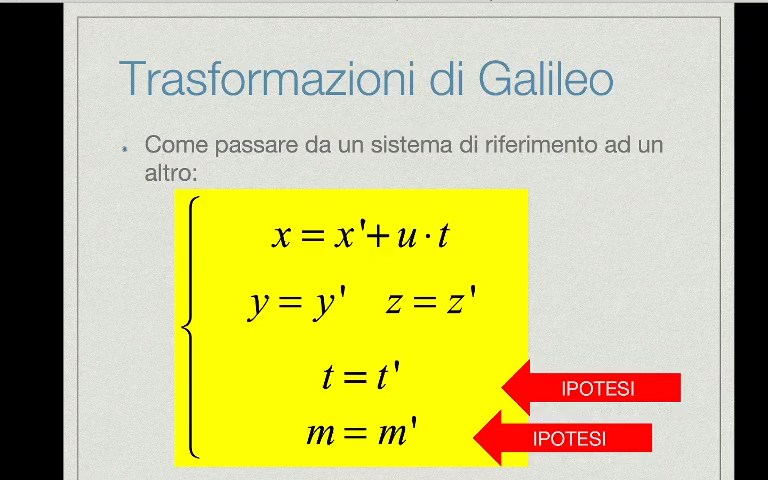 Trasformazioni di Galileo
Come passare da un sistema di riferimento ad un
altro:
x = x'+ u · t
y = y' z = z'
t = t'
IPOTESI
m = m'
IPOTESI